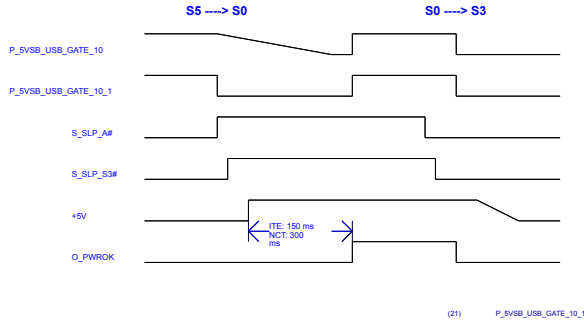 S5 ----> S0
S0 ----> S3
P_5VSB_USB_GATE_10
P_5VSB_USB_GATE_10_1
S_SLP_A#
S_SLP_S3#
+5V
ITE: 150 ms
NCT: 300
ms
O_PWROK
(21)
P_5VSB_USB_GATE_10_1